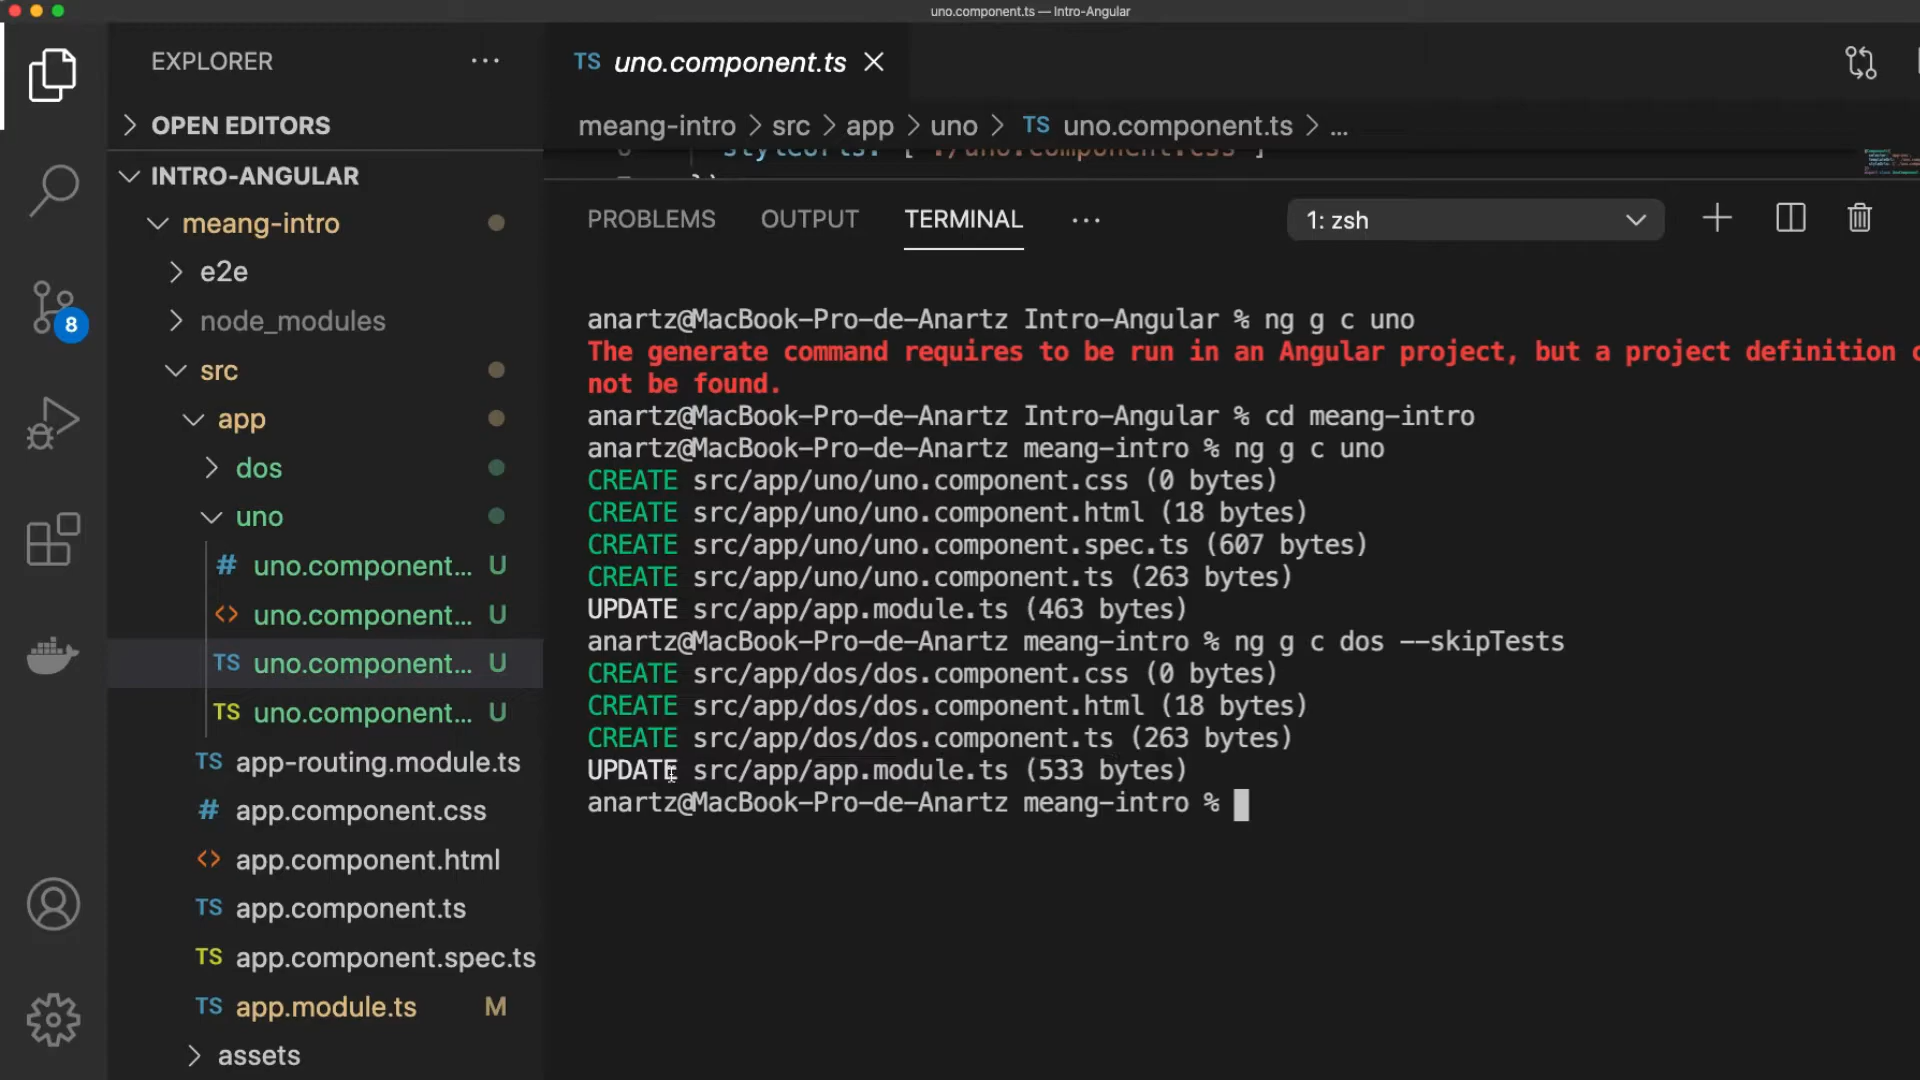 uno.component.ts — Intro-Angular
EXPLORER
OPEN EDITORS
INTRO-ANGULAR
meang-intro
e2e
node_modules
src
app
dos
uno
# uno.component... U
<> uno.component... U
TS uno.component... U
TS uno.component... U
TS app-routing.module.ts
# app.component.css
<> app.component.html
TS app.component.ts
TS app.component.spec.ts
TS app.module.ts M
assets
8
TS uno.component.ts
meang-intro > src > app > uno > TS uno.component.ts > ...
PROBLEMS OUTPUT TERMINAL ... 1: zsh
anartz@MacBook-Pro-de-Anartz Intro-Angular % ng g c uno
The generate command requires to be run in an Angular project, but a project definition
not be found.
anartz@MacBook-Pro-de-Anartz Intro-Angular % cd meang-intro
anartz@MacBook-Pro-de-Anartz meang-intro % ng g c uno
CREATE src/app/uno/uno.component.css (0 bytes)
CREATE src/app/uno/uno.component.html (18 bytes)
CREATE src/app/uno/uno.component.spec.ts (607 bytes)
CREATE src/app/uno/uno.component.ts (263 bytes)
UPDATE src/app/app.module.ts (463 bytes)
anartz@MacBook-Pro-de-Anartz meang-intro % ng g c dos --skipTests
CREATE src/app/dos/dos.component.css (0 bytes)
CREATE src/app/dos/dos.component.html (18 bytes)
CREATE src/app/dos/dos.component.ts (263 bytes)
UPDATE src/app/app.module.ts (533 bytes)
anartz@MacBook-Pro-de-Anartz meang-intro %